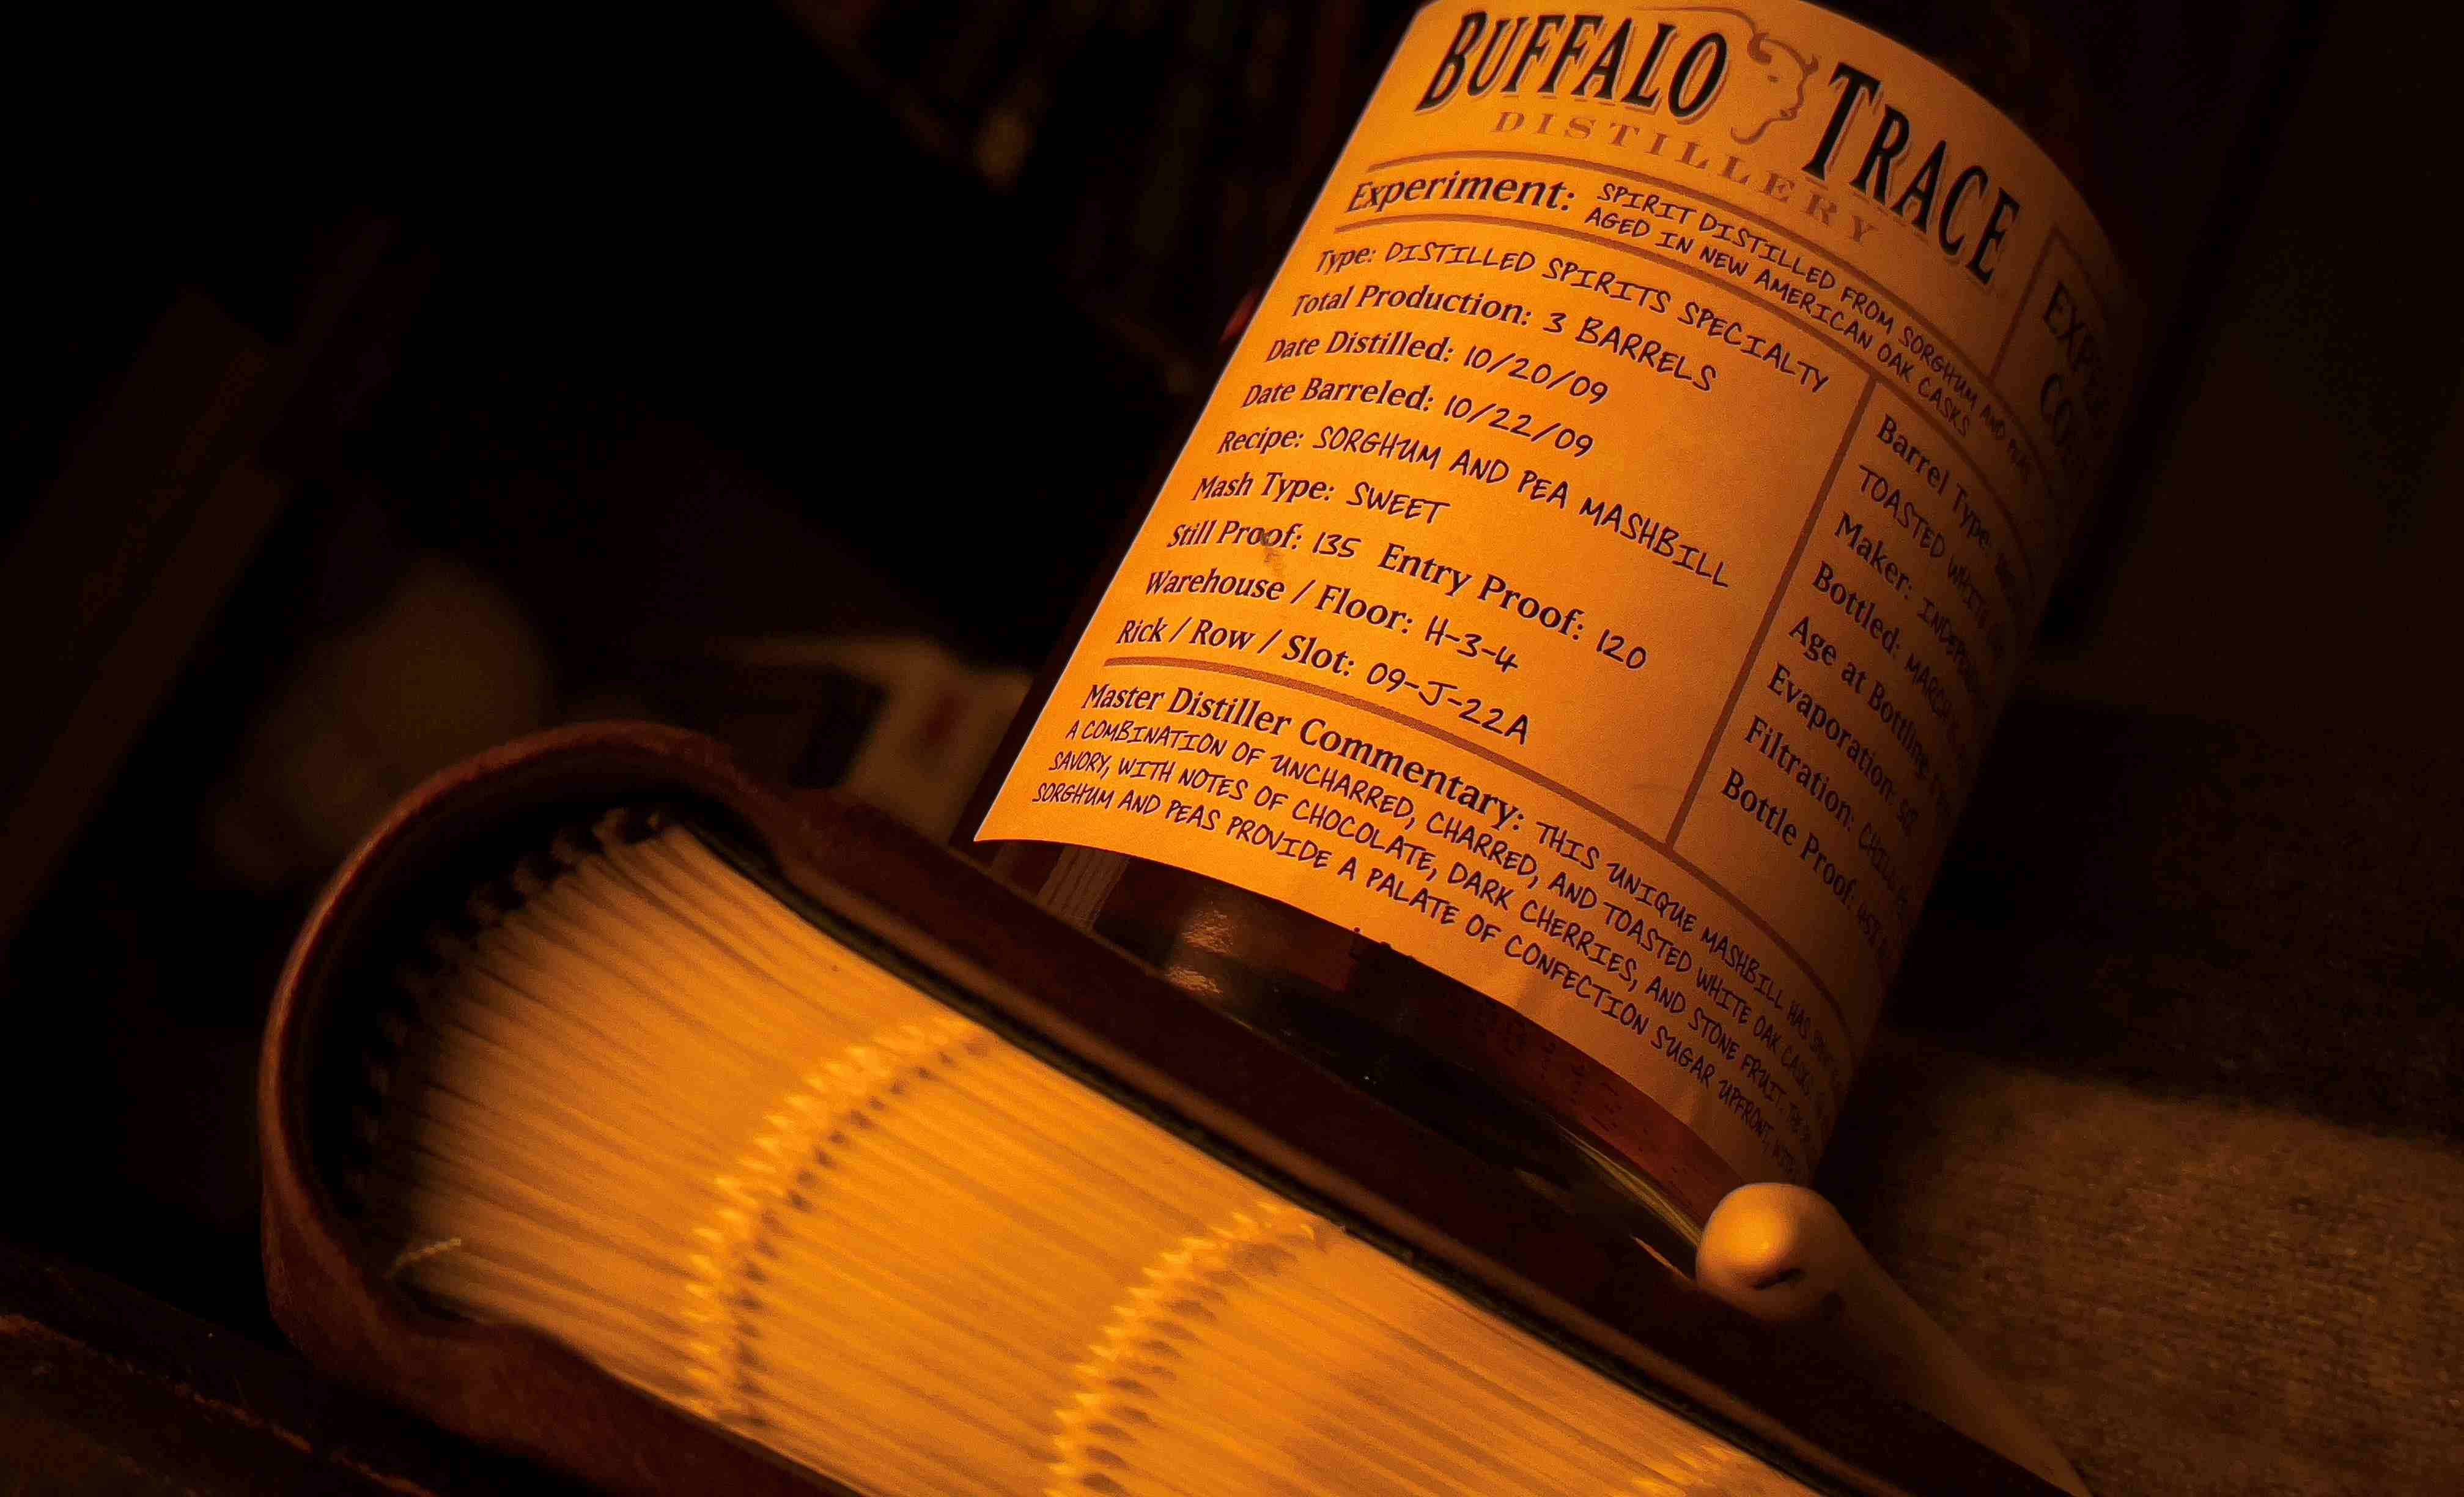 BUFFALO TRACE
DISTILLERY
Experiment: SPIRIT DISTILLED FROM SORGHUM AND PEAS
AGED IN NEW AMERICAN OAK CASKS
Type: DISTILLED SPIRITS SPECIALTY
Total Production: 3 BARRELS
Date Distilled: 10/20/09
Date Barreled: 10/22/09
Recipe: SORGHUM AND PEA MASHBILL
Mash Type: SWEET
Still Proof: 135 Entry Proof: 120
Warehouse / Floor: H-3-4
Rick / Row / Slot: 09-J-22A
Barrel Type:
TOASTED WHITE
Maker:
Bottled: MARCH
Age at Bottling:
Evaporation:
Filtration: CHILL
Bottle Proof:
Master Distiller Commentary: THIS UNIQUE MASHBILL HAS
A COMBINATION OF UNCHARRED, CHARRED, AND TOASTED WHITE OAK CASKS
SAVORY, WITH NOTES OF CHOCOLATE, DARK CHERRIES, AND STONE FRUIT. THE
SORGHUM AND PEAS PROVIDE A PALATE OF CONFECTION SUGAR UPFRONT, WITH